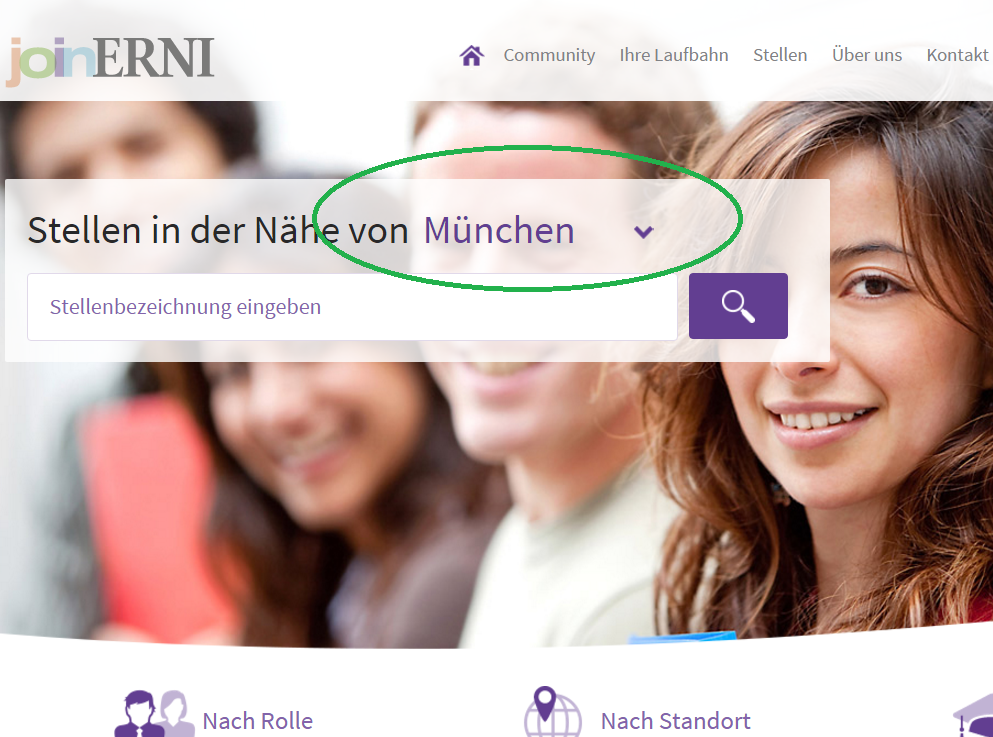 joinERNI
Community Ihre Laufbahn Stellen Über uns Kontakt
Stellen in der Nähe von München
Stellenbezeichnung eingeben
Nach Rolle Nach Standort